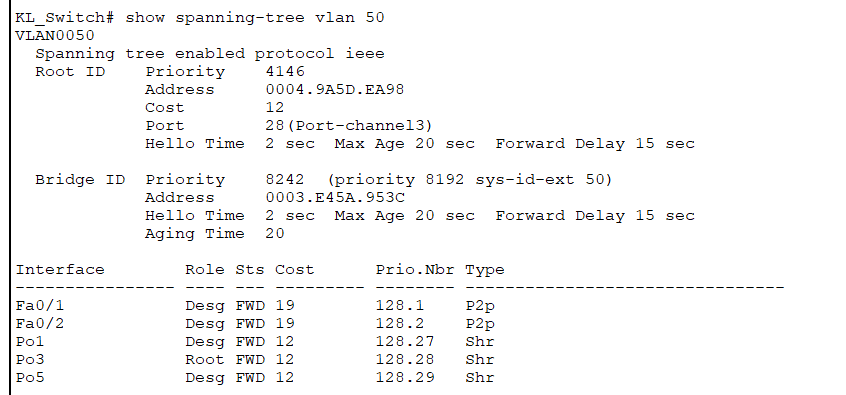 KL_Switch# show spanning-tree vlan 50
VLAN0050
  Spanning tree enabled protocol ieee
  Root ID    Priority    4146
             Address     0004.9A5D.EA98
             Cost        12
             Port        28(Port-channel3)
             Hello Time  2 sec  Max Age 20 sec  Forward Delay 15 sec

  Bridge ID  Priority    8242  (priority 8192 sys-id-ext 50)
             Address     0003.E45A.953C
             Hello Time  2 sec  Max Age 20 sec  Forward Delay 15 sec
             Aging Time  20

Interface        Role Sts Cost      Prio.Nbr Type
---------------- ---- --- --------- -------- --------------------------------
Fa0/1            Desg FWD 19        128.1    P2p
Fa0/2            Desg FWD 19        128.2    P2p
Po1              Desg FWD 12        128.27   Shr
Po3              Root FWD 12        128.28   Shr
Po5              Desg FWD 12        128.29   Shr